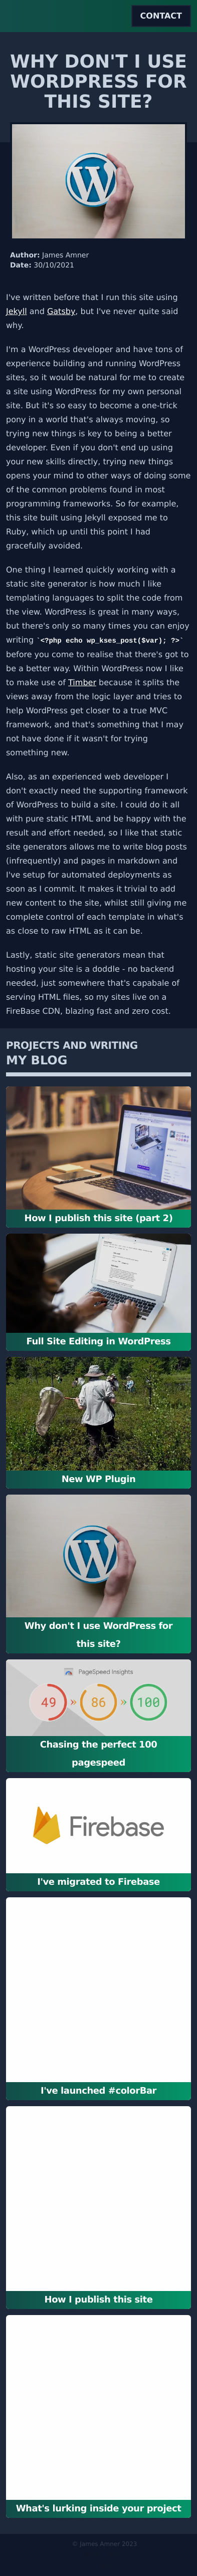 CONTACT
WHY DON'T I USE
WORDPRESS FOR
THIS SITE?
Author: James Amner
Date: 30/10/2021
I've written before that I run this site using
Jekyll and Gatsby, but I've never quite said
why.
I'm a WordPress developer and have tons of
experience building and running WordPress
sites, so it would be natural for me to create
a site using WordPress for my own personal
site. But it's so easy to become a one-trick
pony in a world that's always moving, so
trying new things is key to being a better
developer. Even if you don't end up using
your new skills directly, trying new things
opens your mind to other ways of doing some
of the common problems found in most
programming frameworks. So for example,
this site built using Jekyll exposed me to
Ruby, which up until this point I had
gracefully avoided.
One thing I learned quickly working with a
static site generator is how much I like
templating languages to split the code from
the view. WordPress is great in many ways,
but there's only so many times you can enjoy
writing `<?php echo wp_kses_post($var); ?>`
before you come to realise that there's got to
be a better way. Within WordPress now I like
to make use of Timber because it splits the
views away from the logic layer and tries to
help WordPress get closer to a true MVC
framework, and that's something that I may
not have done if it wasn't for trying
something new.
Also, as an experienced web developer I
don't exactly need the supporting framework
of WordPress to build a site. I could do it all
with pure static HTML and be happy with the
result and effort needed, so I like that static
site generators allows me to write blog posts
(infrequently) and pages in markdown and
I've setup for automated deployments as
soon as I commit. It makes it trivial to add
new content to the site, whilst still giving me
complete control of each template in what's
as close to raw HTML as it can be.
Lastly, static site generators mean that
hosting your site is a doddle - no backend
needed, just somewhere that's capable of
serving HTML files, so my sites live on a
FireBase CDN, blazing fast and zero cost.
PROJECTS AND WRITING
MY BLOG
How I publish this site (part 2)
Full Site Editing in WordPress
New WP Plugin
Why don't I use WordPress for
this site?
PageSpeed Insights
49 » 86 » 100
Chasing the perfect 100
pagespeed
Firebase
I've migrated to Firebase
I've launched #colorBar
How I publish this site
What's lurking inside your project
© James Amner 2023